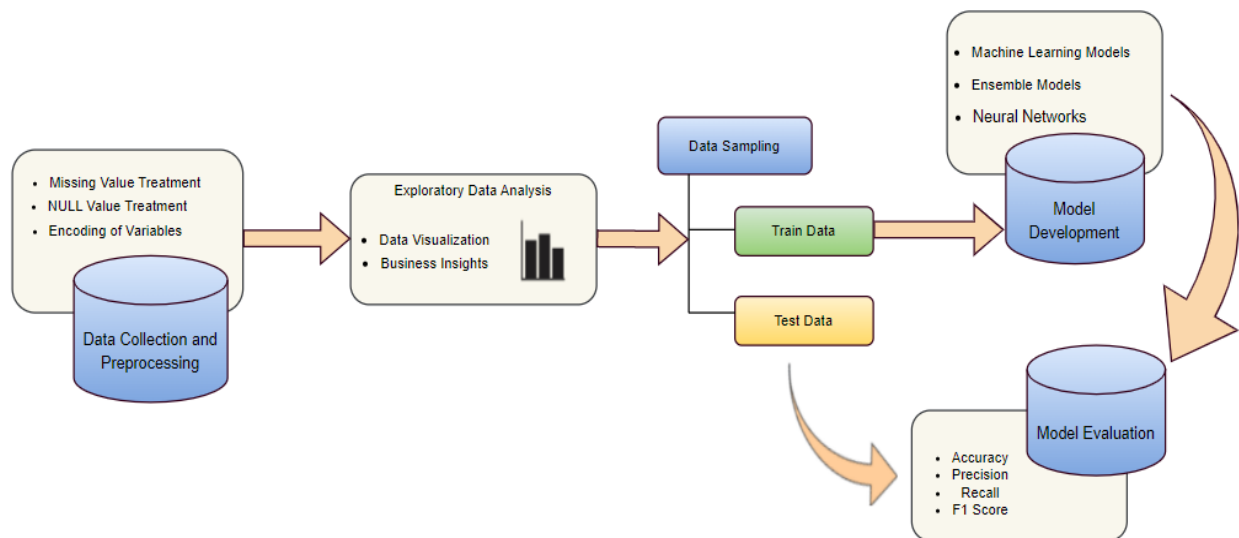 Missing Value Treatment
NULL Value Treatment
Encoding of Variables
Data Collection and
Preprocessing
Exploratory Data Analysis
Data Visualization
Business Insights
Data Sampling
Train Data
Test Data
Machine Learning Models
Ensemble Models
Neural Networks
Model
Development
Model Evaluation
Accuracy
Precision
Recall
F1 Score